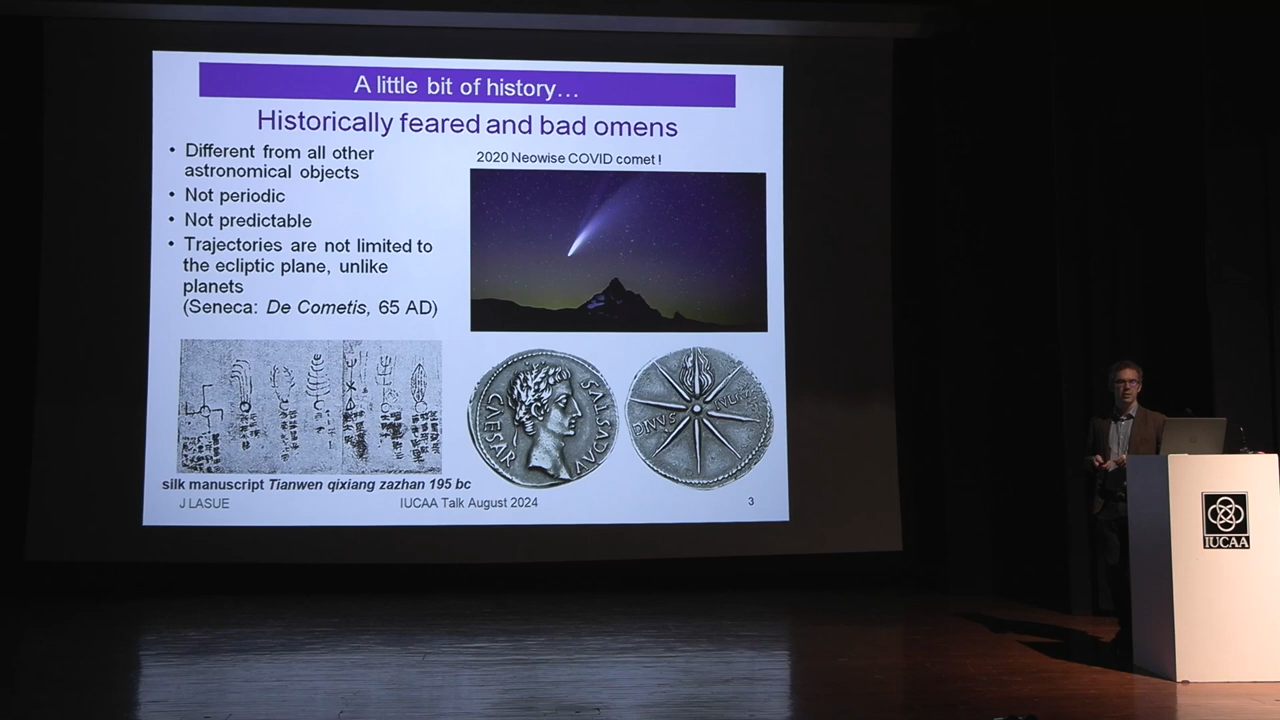 A little bit of history…
Historically feared and bad omens
• Different from all other
astronomical objects
• Not periodic
• Not predictable
• Trajectories are not limited to
the ecliptic plane, unlike
planets
(Seneca: De Cometis, 65 AD)
2020 Neowise COVID comet !
CAESAR
AVGVSTVS
DIVVS
IVLIVS
silk manuscript Tianwen qixiang zazhan 195 bc
J LASUE
IUCAA Talk August 2024
3
IUCAA